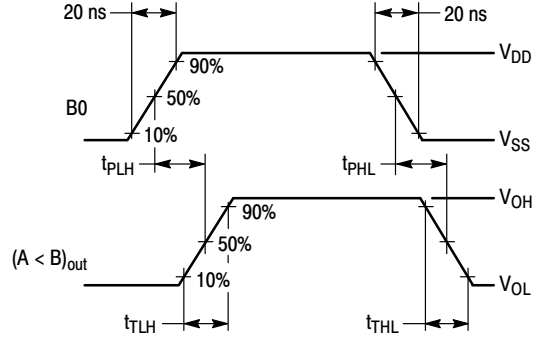 20 ns
20 ns
V_DD
90%
B0
50%
10%
V_SS
t_PLH
t_PHL
V_OH
90%
(A < B)_out
50%
10%
V_OL
t_TLH
t_THL